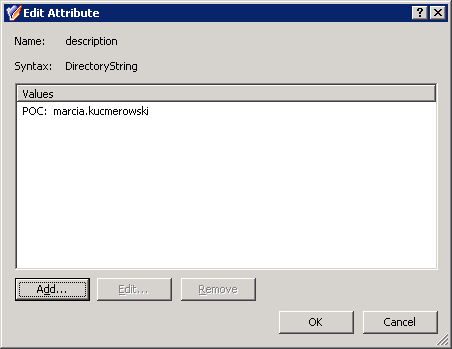 Edit Attribute
Name: description
Syntax: DirectoryString
Values
POC: marcia.kucmerowski
Add... Edit... Remove
OK Cancel